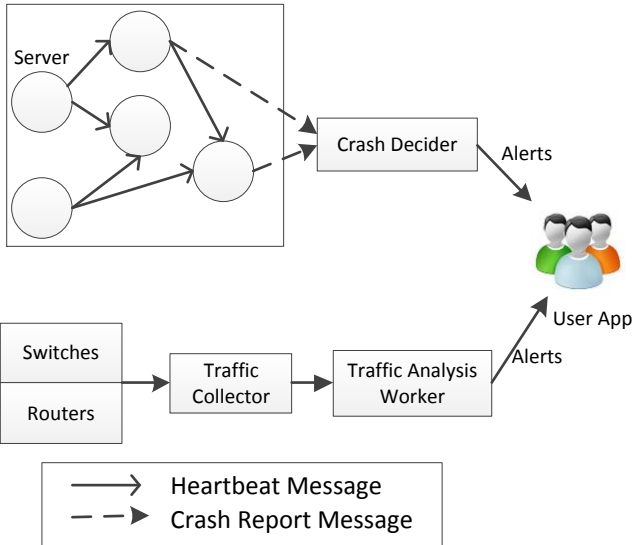 Server
Crash Decider
Alerts
User App
Switches
Routers
Traffic
Collector
Traffic Analysis
Worker
Alerts
Heartbeat Message
Crash Report Message